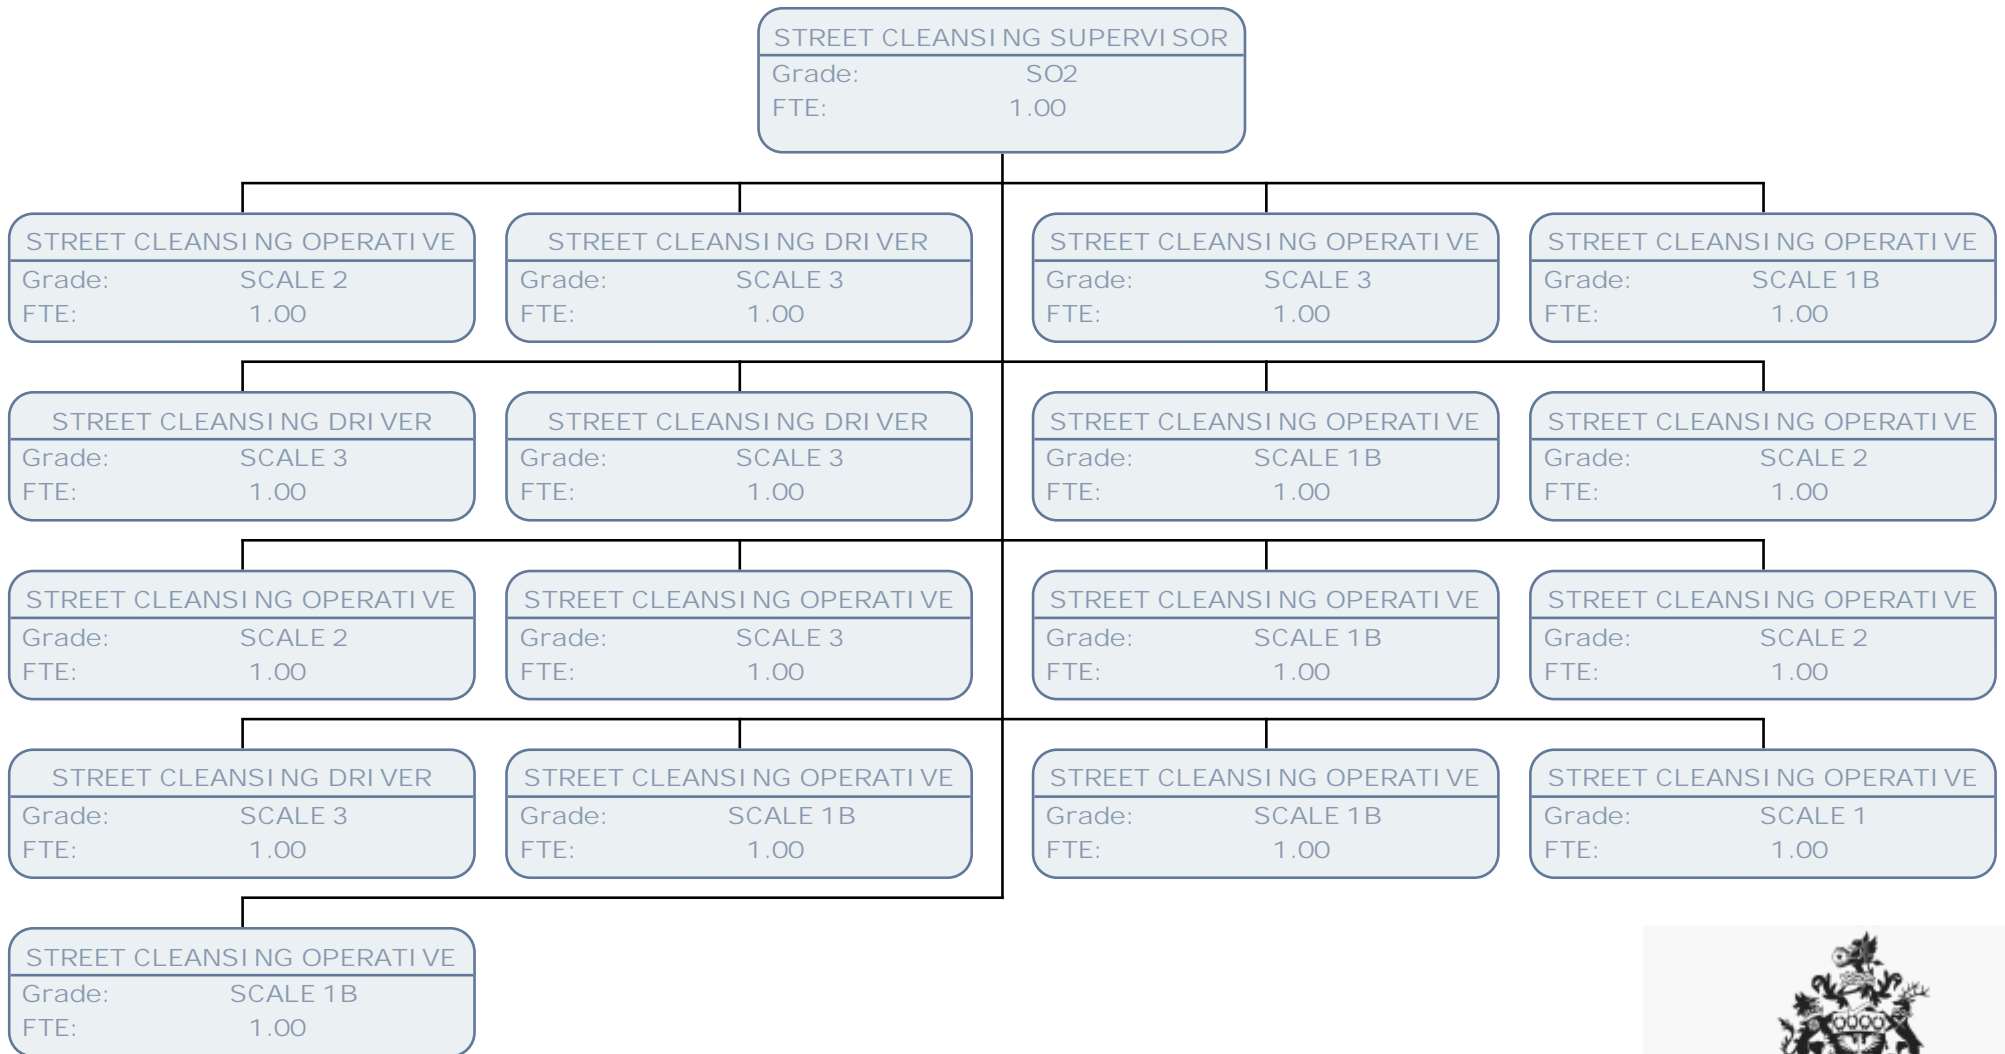 STREET CLEANSING SUPERVISOR
Grade: SO2
FTE: 1.00
STREET CLEANSING OPERATIVE
Grade: SCALE 2
FTE: 1.00
STREET CLEANSING DRIVER
Grade: SCALE 3
FTE: 1.00
STREET CLEANSING OPERATIVE
Grade: SCALE 3
FTE: 1.00
STREET CLEANSING OPERATIVE
Grade: SCALE 1B
FTE: 1.00
STREET CLEANSING DRIVER
Grade: SCALE 3
FTE: 1.00
STREET CLEANSING DRIVER
Grade: SCALE 3
FTE: 1.00
STREET CLEANSING OPERATIVE
Grade: SCALE 1B
FTE: 1.00
STREET CLEANSING OPERATIVE
Grade: SCALE 2
FTE: 1.00
STREET CLEANSING OPERATIVE
Grade: SCALE 2
FTE: 1.00
STREET CLEANSING OPERATIVE
Grade: SCALE 3
FTE: 1.00
STREET CLEANSING OPERATIVE
Grade: SCALE 1B
FTE: 1.00
STREET CLEANSING OPERATIVE
Grade: SCALE 2
FTE: 1.00
STREET CLEANSING DRIVER
Grade: SCALE 3
FTE: 1.00
STREET CLEANSING OPERATIVE
Grade: SCALE 1B
FTE: 1.00
STREET CLEANSING OPERATIVE
Grade: SCALE 1B
FTE: 1.00
STREET CLEANSING OPERATIVE
Grade: SCALE 1
FTE: 1.00
STREET CLEANSING OPERATIVE
Grade: SCALE 1B
FTE: 1.00